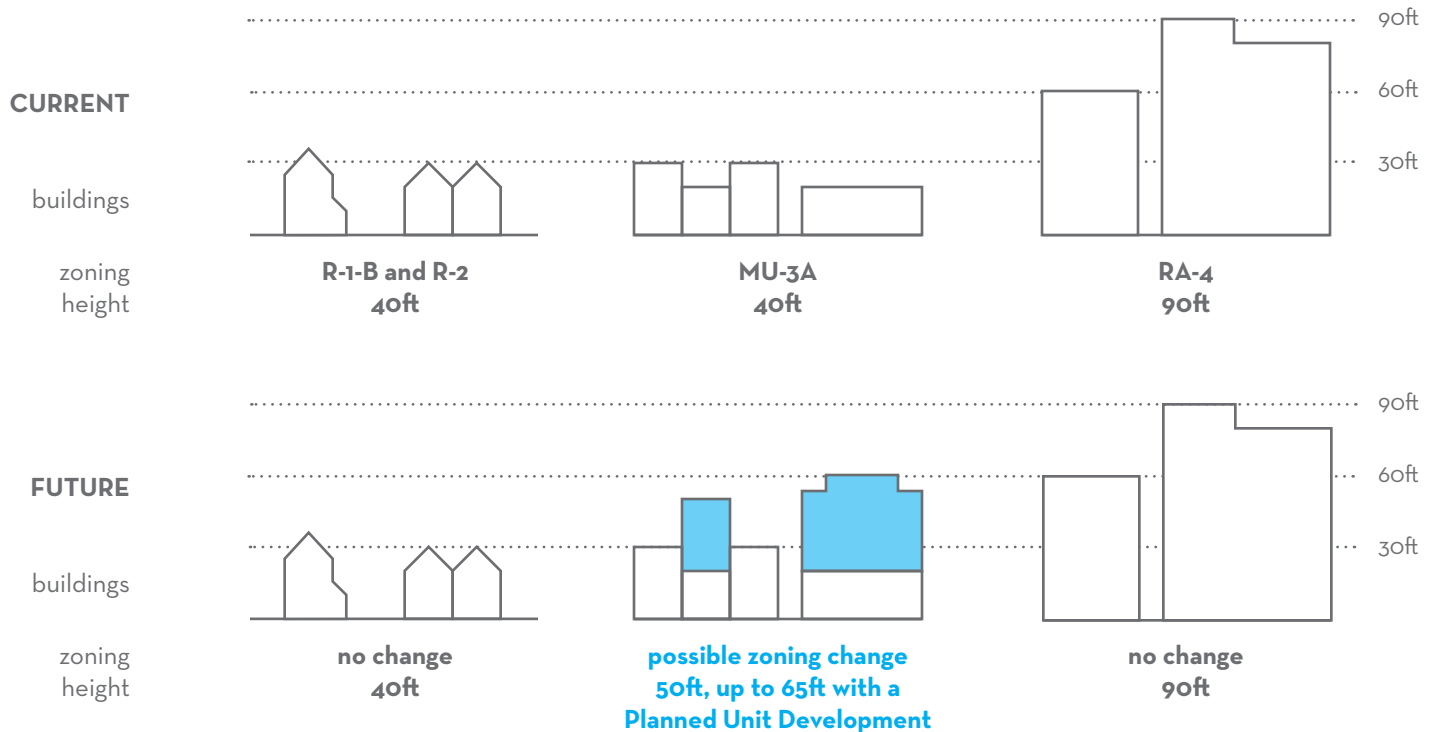 90ft
CURRENT
60ft
30ft
buildings
zoning
height
R-1-B and R-2
40ft
MU-3A
40ft
RA-4
90ft
90ft
FUTURE
60ft
30ft
buildings
zoning
height
no change
40ft
possible zoning change
50ft, up to 65ft with a
Planned Unit Development
no change
90ft